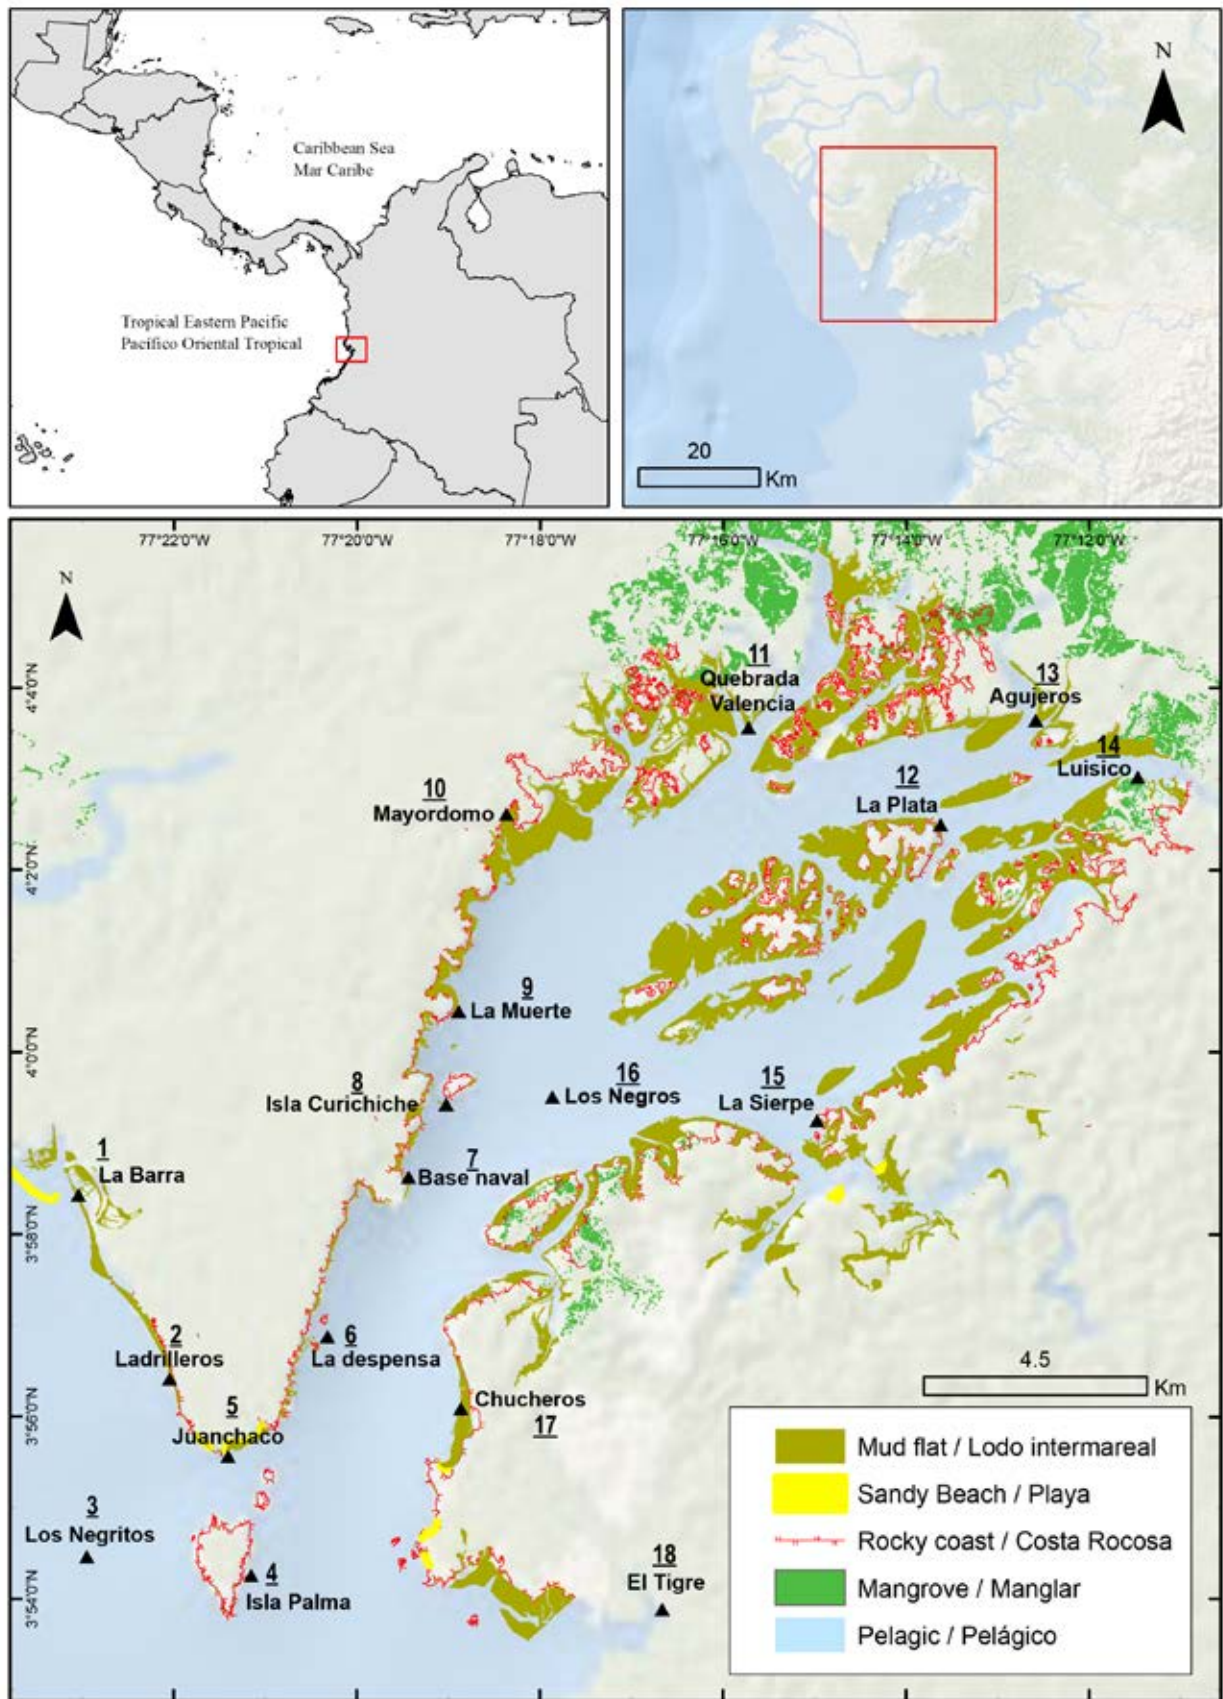 Caribbean Sea
Mar Caribe
Tropical Eastern Pacific
Pacífico Oriental Tropical
N
20
Km
77°22'0"W
77°20'0"W
77°18'0"W
77°16'0"W
77°14'0"W
77°12'0"W
N
4°4'0"N
4°2'0"N
4°0'0"N
3°58'0"N
3°56'0"N
3°54'0"N
11
Quebrada
Valencia
13
Agujeros
14
Luisico
12
La Plata
10
Mayordomo
9
La Muerte
8
Isla Curichiche
16
Los Negros
15
La Sierpe
7
Base naval
1
La Barra
6
La despensa
2
Ladrilleros
5
Juanchaco
Chucheros
17
3
Los Negritos
4
Isla Palma
18
El Tigre
4.5
Km
Mud flat / Lodo intermareal
Sandy Beach / Playa
Rocky coast / Costa Rocosa
Mangrove / Manglar
Pelagic / Pelágico